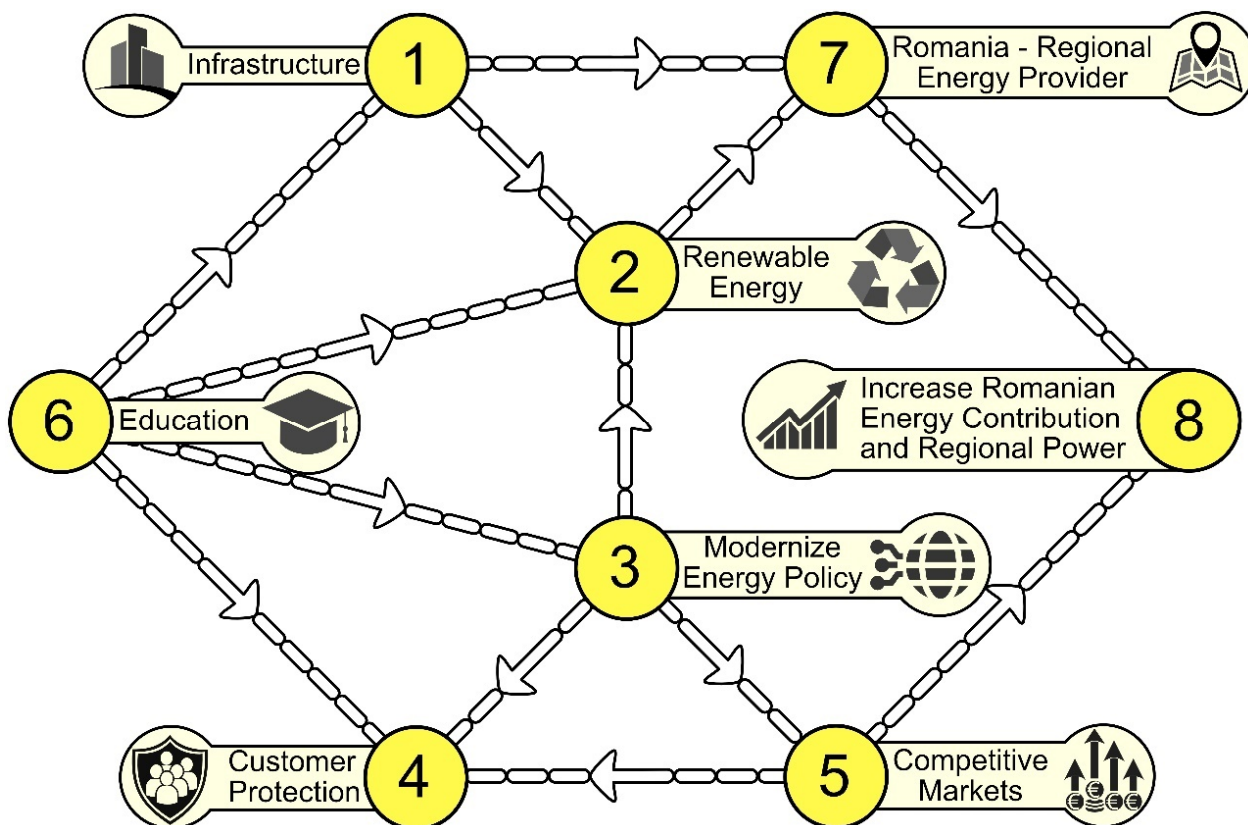 Infrastructure
1
7
Romania - Regional
Energy Provider
2
Renewable
Energy
6
Education
Increase Romanian
Energy Contribution
and Regional Power
8
3
Modernize
Energy Policy
Customer
Protection
4
5
Competitive
Markets